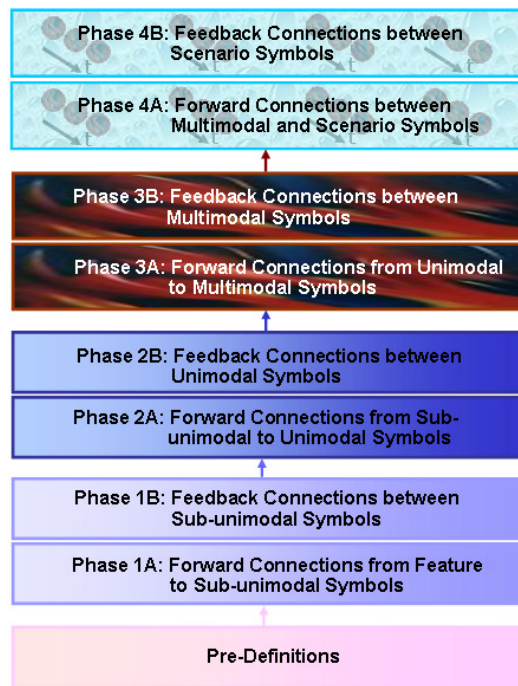 Phase 4B: Feedback Connections between
Scenario Symbols
t t t t
Phase 4A: Forward Connections between
Multimodal and Scenario Symbols
t t t t
Phase 3B: Feedback Connections between
Multimodal Symbols
Phase 3A: Forward Connections from Unimodal
to Multimodal Symbols
Phase 2B: Feedback Connections between
Unimodal Symbols
Phase 2A: Forward Connections from Sub-
unimodal to Unimodal Symbols
Phase 1B: Feedback Connections between
Sub-unimodal Symbols
Phase 1A: Forward Connections from Feature
to Sub-unimodal Symbols
Pre-Definitions